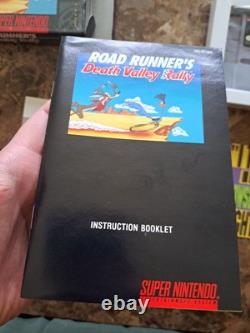 ROAD RUNNER'S
Death Valley Rally
INSTRUCTION BOOKLET
SUPER NINTENDO
ENTERTAINMENT SYSTEM